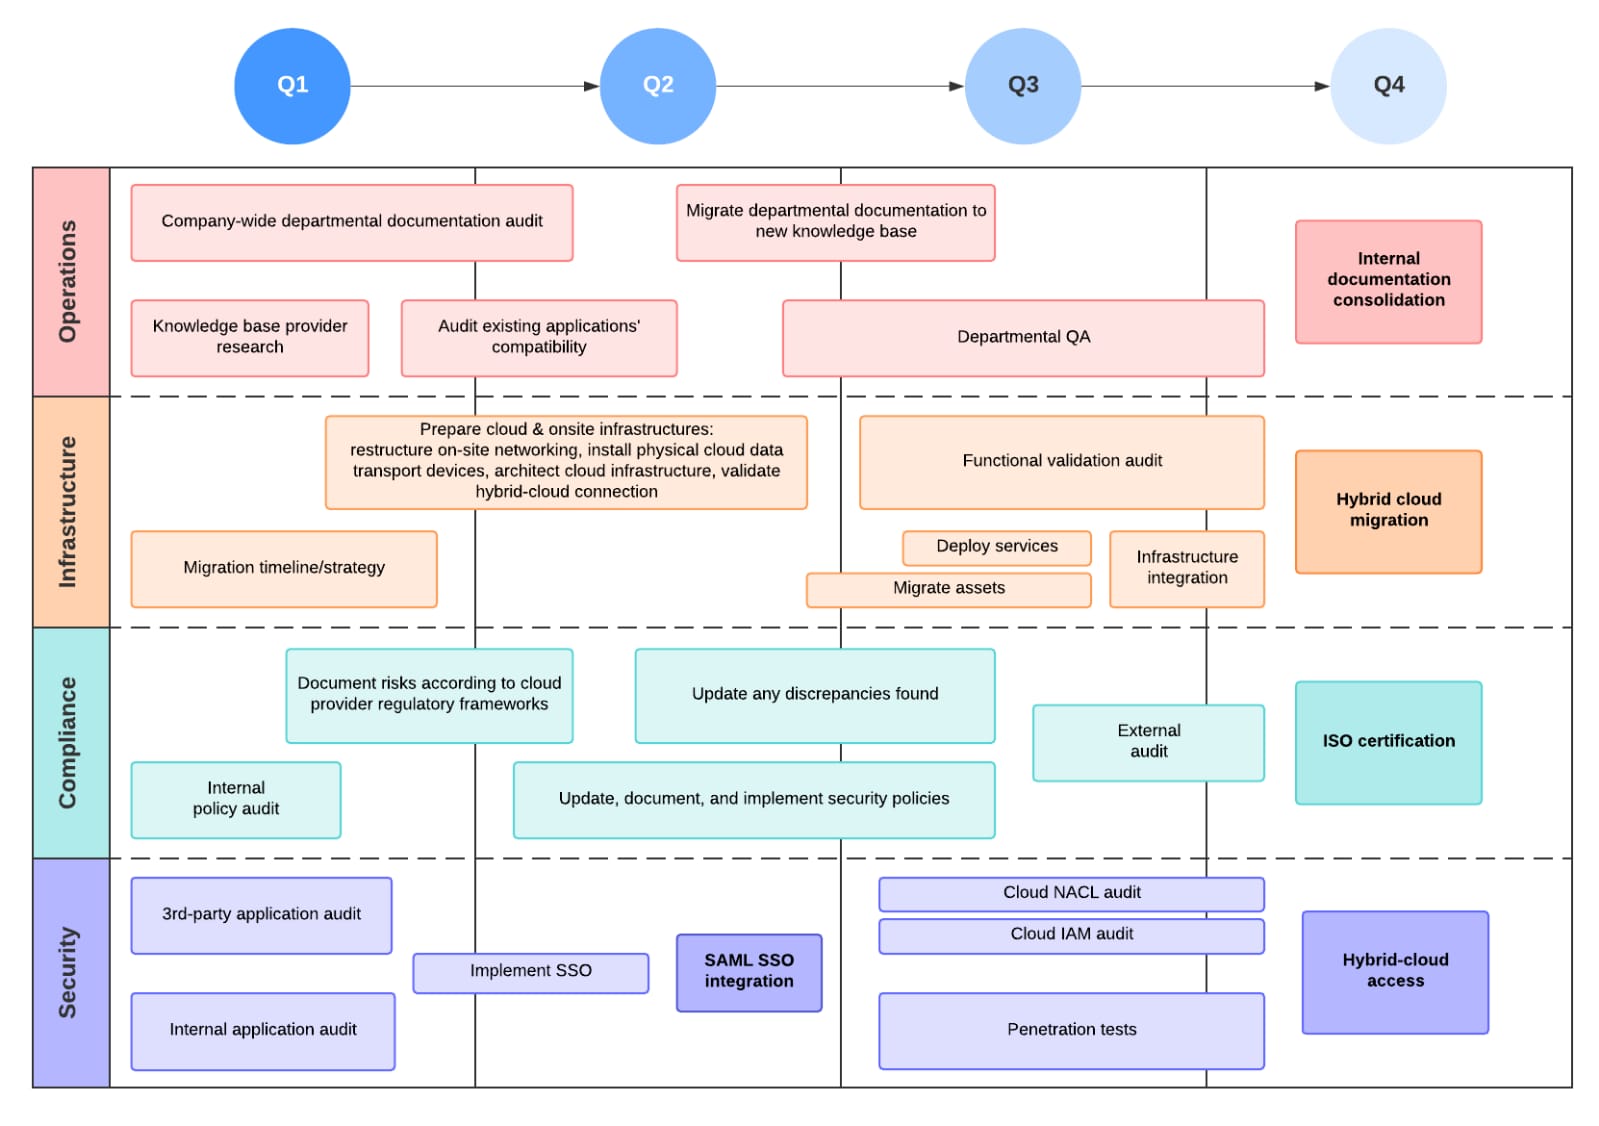 Q1
Q2
Q3
Q4
Operations
Company-wide departmental documentation audit
Migrate departmental documentation to
new knowledge base
Knowledge base provider
research
Audit existing applications'
compatibility
Departmental QA
Internal
documentation
consolidation
Infrastructure
Prepare cloud & onsite infrastructures:
restructure on-site networking, install physical cloud data
transport devices, architect cloud infrastructure, validate
hybrid-cloud connection
Functional validation audit
Migration timeline/strategy
Deploy services
Migrate assets
Infrastructure
integration
Hybrid cloud
migration
Compliance
Document risks according to cloud
provider regulatory frameworks
Update any discrepancies found
Internal
policy audit
Update, document, and implement security policies
External
audit
ISO certification
Security
3rd-party application audit
Implement SSO
Internal application audit
SAML SSO
integration
Cloud NACL audit
Cloud IAM audit
Penetration tests
Hybrid-cloud
access